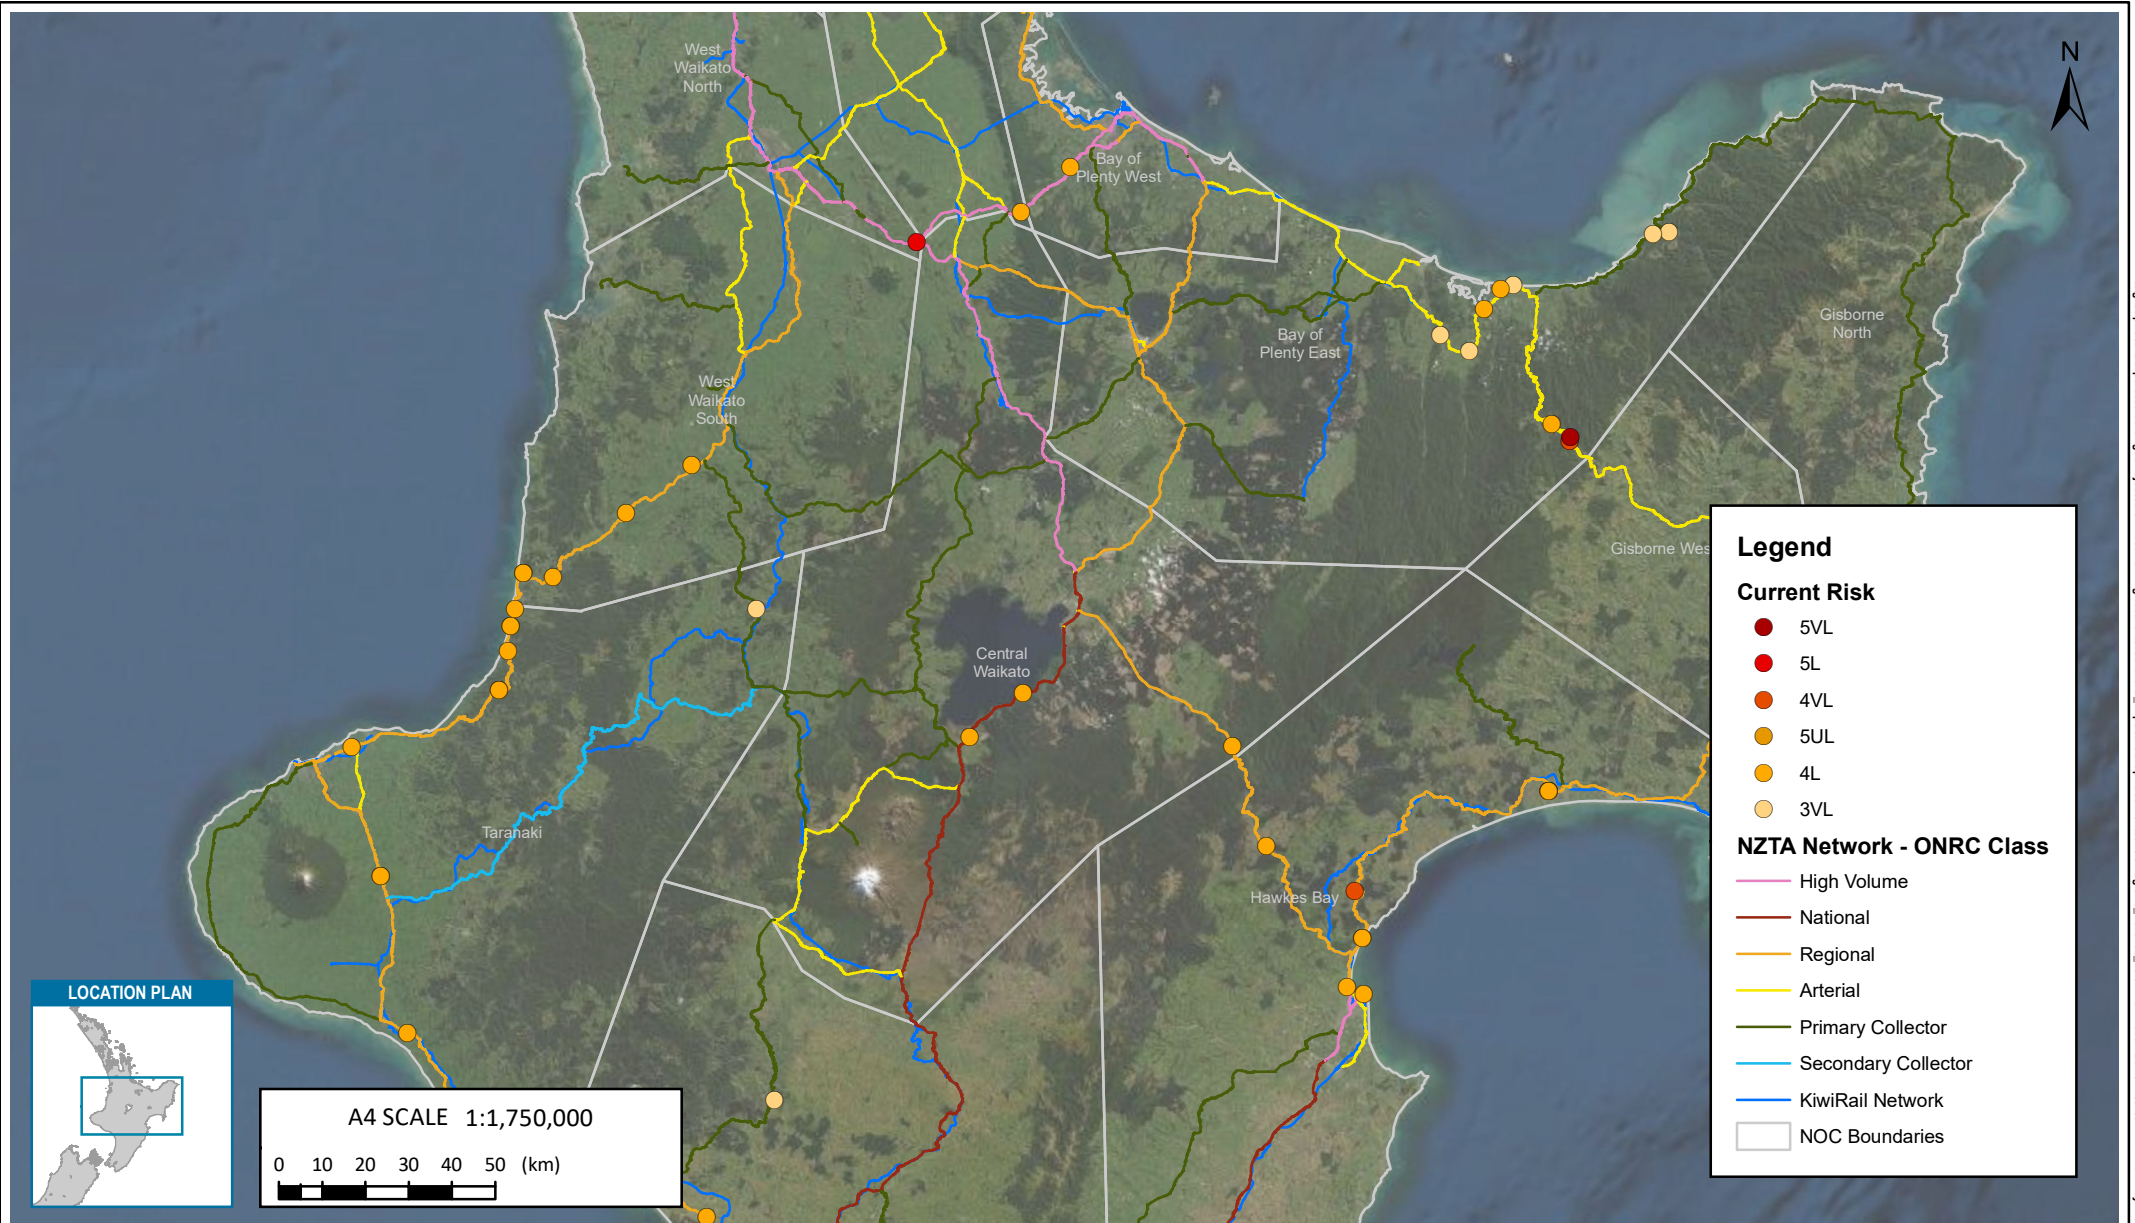 West
Waikato
North
N
Bay of
Plenty West
Gisborne
North
Bay of
Plenty East
West
Waikato
South
Gisborne Wes
Central
Waikato
Taranaki
Hawkes Bay
Legend
Current Risk
5VL
5L
4VL
5UL
4L
3VL
NZTA Network - ONRC Class
High Volume
National
Regional
Arterial
Primary Collector
Secondary Collector
KiwiRail Network
NOC Boundaries
LOCATION PLAN
A4 SCALE 1:1,750,000
0 10 20 30 40 50 (km)